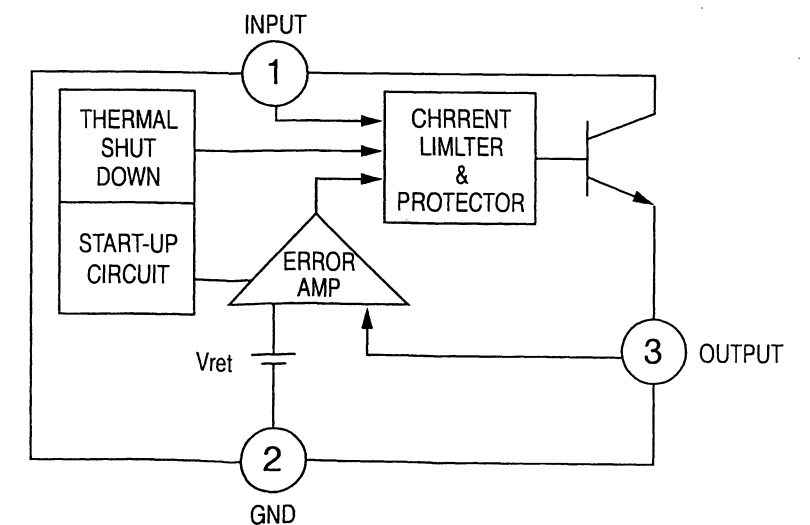 INPUT
1
THERMAL
SHUT
DOWN
CHRRENT
LIMLTER
&
PROTECTOR
START-UP
CIRCUIT
ERROR
AMP
Vret
3
OUTPUT
2
GND